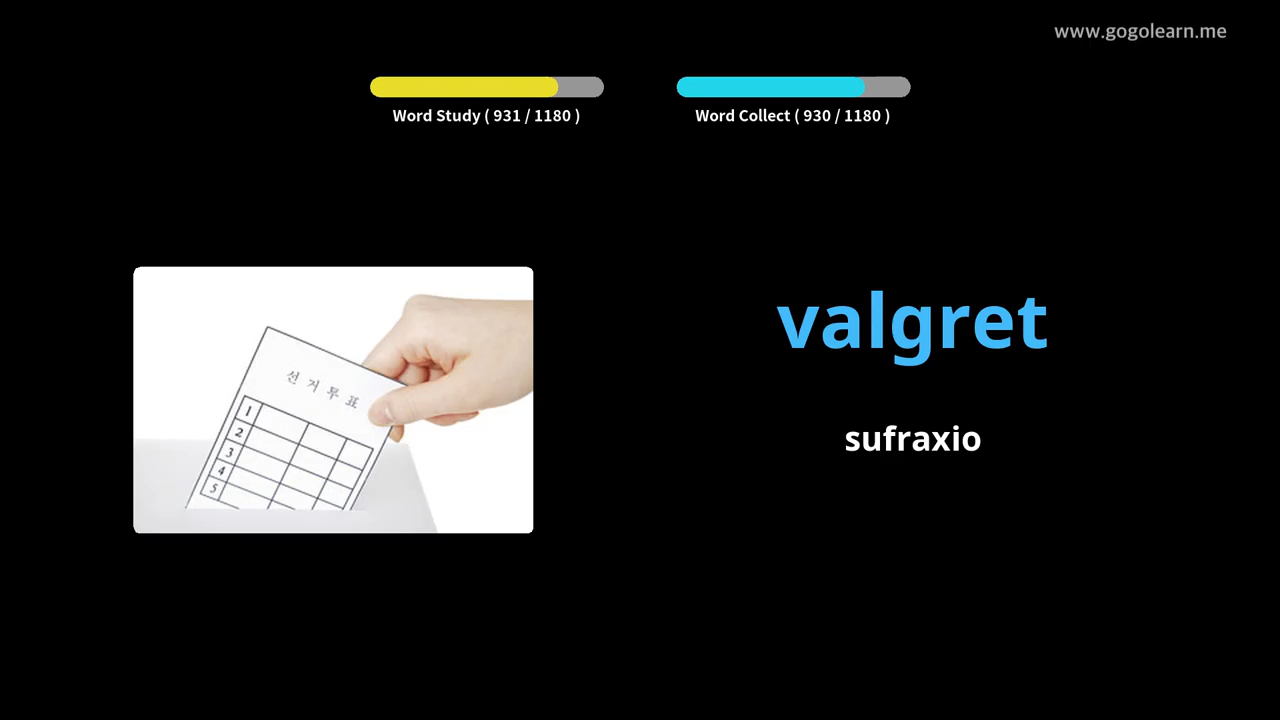 www.gogolearn.me
Word Study ( 931 / 1180 )
Word Collect ( 930 / 1180 )
valgret
sufraxio
선 거 투 표
1
2
3
4
5